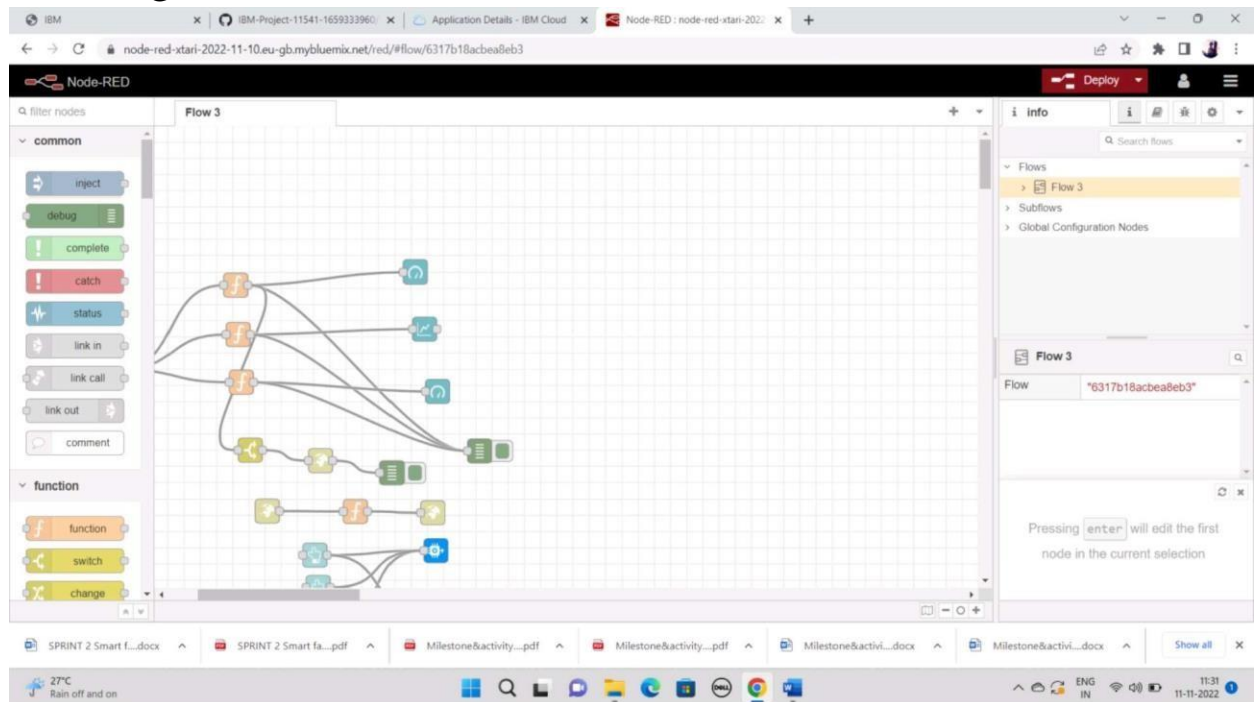 IBM
IBM-Project-11541-1659333960/
Application Details - IBM Cloud
Node-RED : node-red-xtari-2022
node-red-xtari-2022-11-10.eu-gb.mybluemix.net/red/#flow/6317b18acbea8eb3
Node-RED
Deploy
filter nodes
Flow 3
i info
common
Search flows
Flows
Flow 3
Subflows
Global Configuration Nodes
inject
debug
complete
catch
status
link in
link call
link out
comment
Flow 3
Flow "6317b18acbea8eb3"
function
function
switch
change
Pressing enter will edit the first
node in the current selection
SPRINT 2 Smart f....docx
SPRINT 2 Smart fa....pdf
Milestone&activity....pdf
Milestone&activity....pdf
Milestone&activi....docx
Milestone&activi....docx
Show all
27°C
Rain off and on
DELL
ENG
IN
11:31
11-11-2022